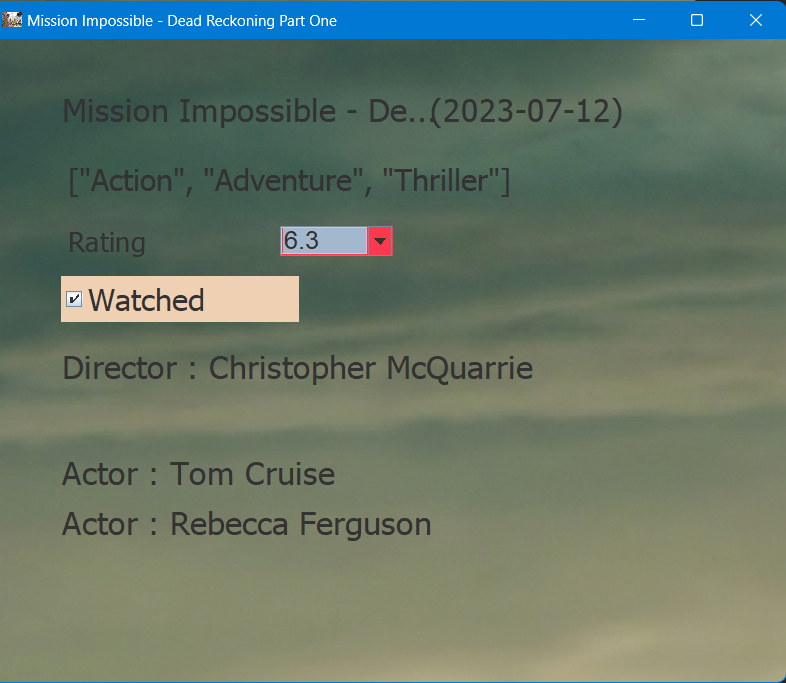 Mission Impossible - Dead Reckoning Part One
Mission Impossible - De...(2023-07-12)
["Action", "Adventure", "Thriller"]
Rating 6.3
Watched
Director : Christopher McQuarrie
Actor : Tom Cruise
Actor : Rebecca Ferguson